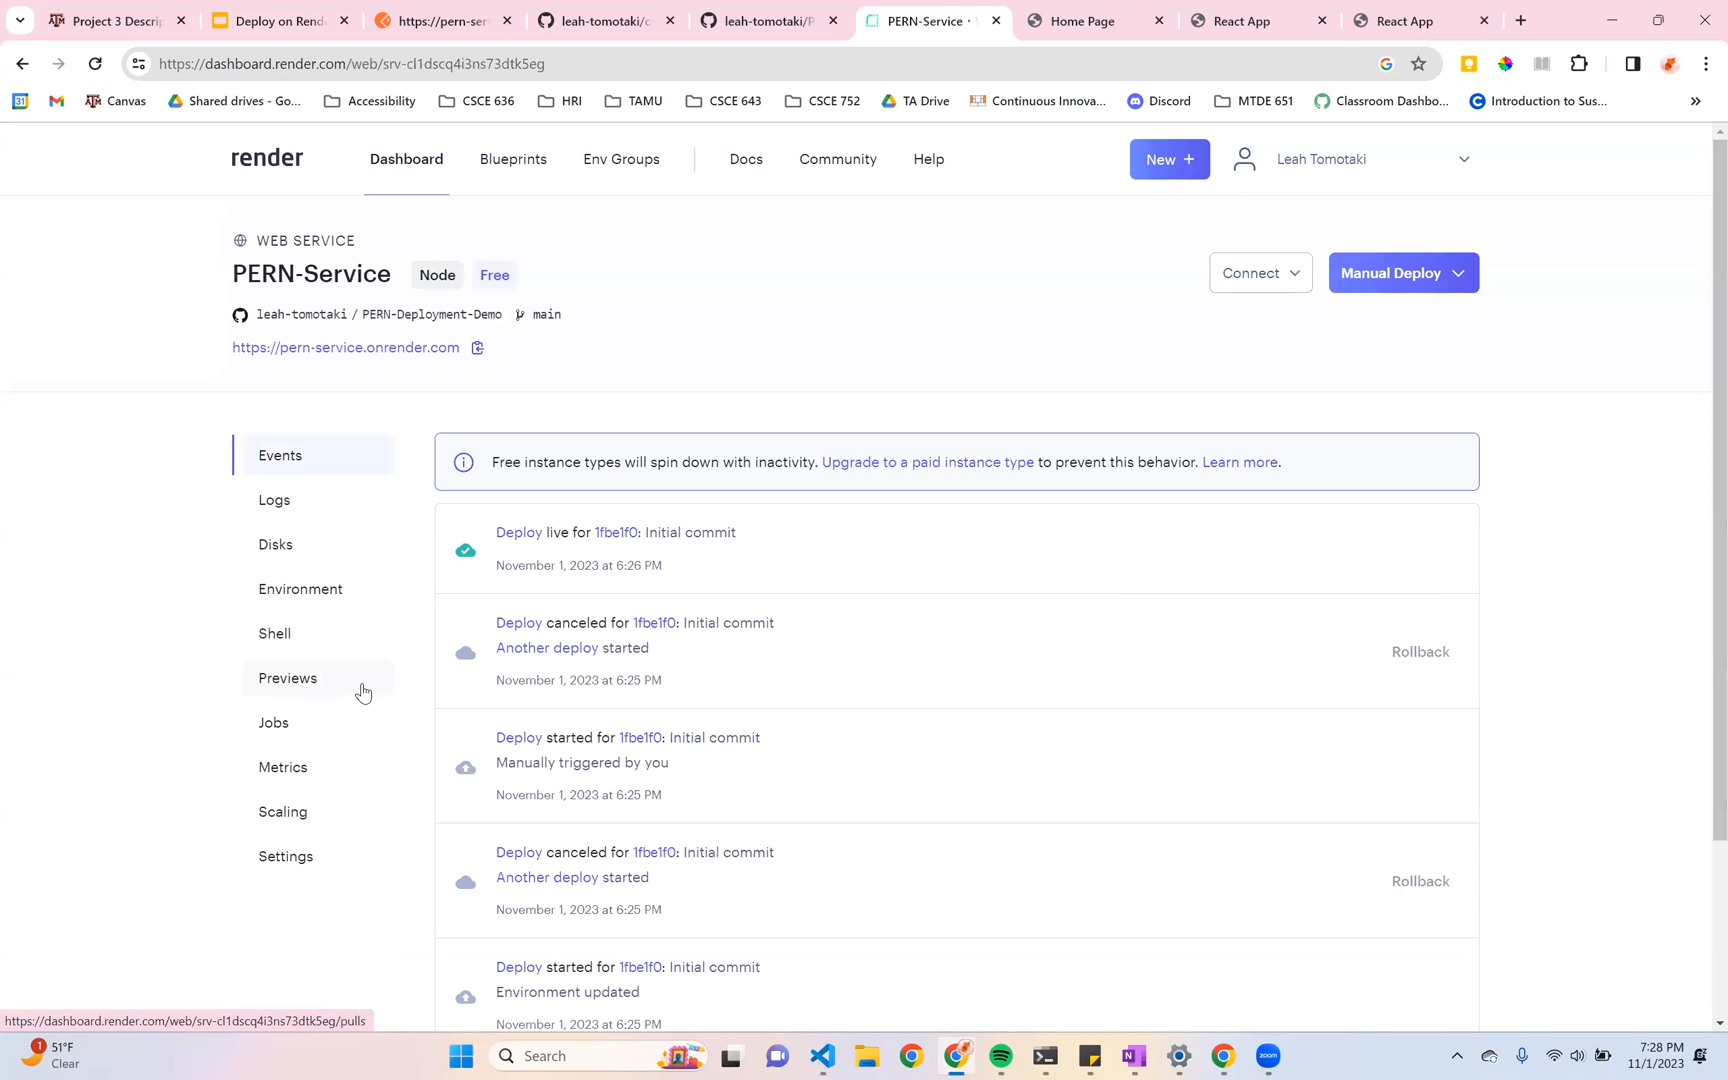 Project 3 Descrip
Deploy on Rende
https://pern-serv
leah-tomotaki/c
leah-tomotaki/P
PERN-Service •
Home Page
React App
React App
https://dashboard.render.com/web/srv-cl1dscq4i3ns73dtk5eg
31
Canvas
Shared drives - Go...
Accessibility
CSCE 636
HRI
TAMU
CSCE 643
CSCE 752
TA Drive
Continuous Innova...
Discord
MTDE 651
Classroom Dashbo...
Introduction to Sus...
render
Dashboard
Blueprints
Env Groups
Docs
Community
Help
New +
Leah Tomotaki
WEB SERVICE
PERN-Service
Node
Free
Connect
Manual Deploy
leah-tomotaki / PERN-Deployment-Demo
main
https://pern-service.onrender.com
Events
Logs
Disks
Environment
Shell
Previews
Jobs
Metrics
Scaling
Settings
Free instance types will spin down with inactivity. Upgrade to a paid instance type to prevent this behavior. Learn more.
Deploy live for 1fbe1f0: Initial commit
November 1, 2023 at 6:26 PM
Deploy canceled for 1fbe1f0: Initial commit
Another deploy started
Rollback
November 1, 2023 at 6:25 PM
Deploy started for 1fbe1f0: Initial commit
Manually triggered by you
November 1, 2023 at 6:25 PM
Deploy canceled for 1fbe1f0: Initial commit
Another deploy started
Rollback
November 1, 2023 at 6:25 PM
Deploy started for 1fbe1f0: Initial commit
Environment updated
November 1, 2023 at 6:25 PM
https://dashboard.render.com/web/srv-cl1dscq4i3ns73dtk5eg/pulls
1
51°F
Clear
Search
zoom
7:28 PM
11/1/2023